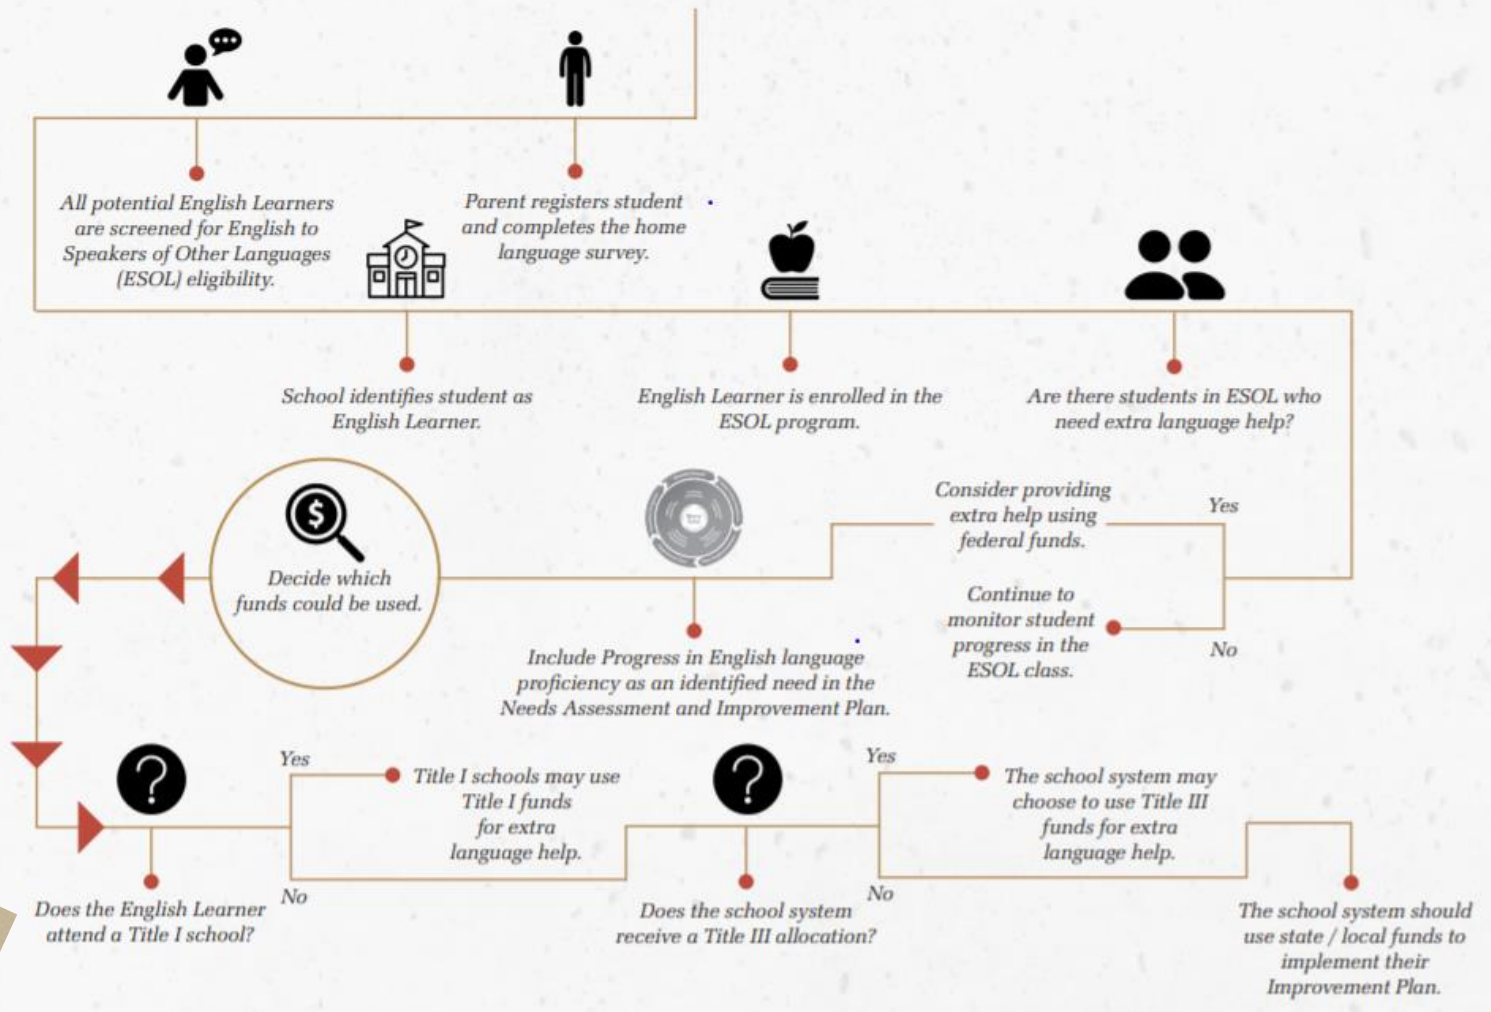 All potential English Learners
are screened for English to
Speakers of Other Languages
(ESOL) eligibility.
Parent registers student
and completes the home
language survey.
School identifies student as
English Learner.
English Learner is enrolled in the
ESOL program.
Are there students in ESOL who
need extra language help?
Yes
Consider providing
extra help using
federal funds.
No
Continue to
monitor student
progress in the
ESOL class.
Include Progress in English language
proficiency as an identified need in the
Needs Assessment and Improvement Plan.
$
Decide which
funds could be used.
?
Does the English Learner
attend a Title I school?
Yes
Title I schools may use
Title I funds
for extra
language help.
No
?
Does the school system
receive a Title III allocation?
Yes
The school system may
choose to use Title III
funds for extra
language help.
No
The school system should
use state / local funds to
implement their
Improvement Plan.